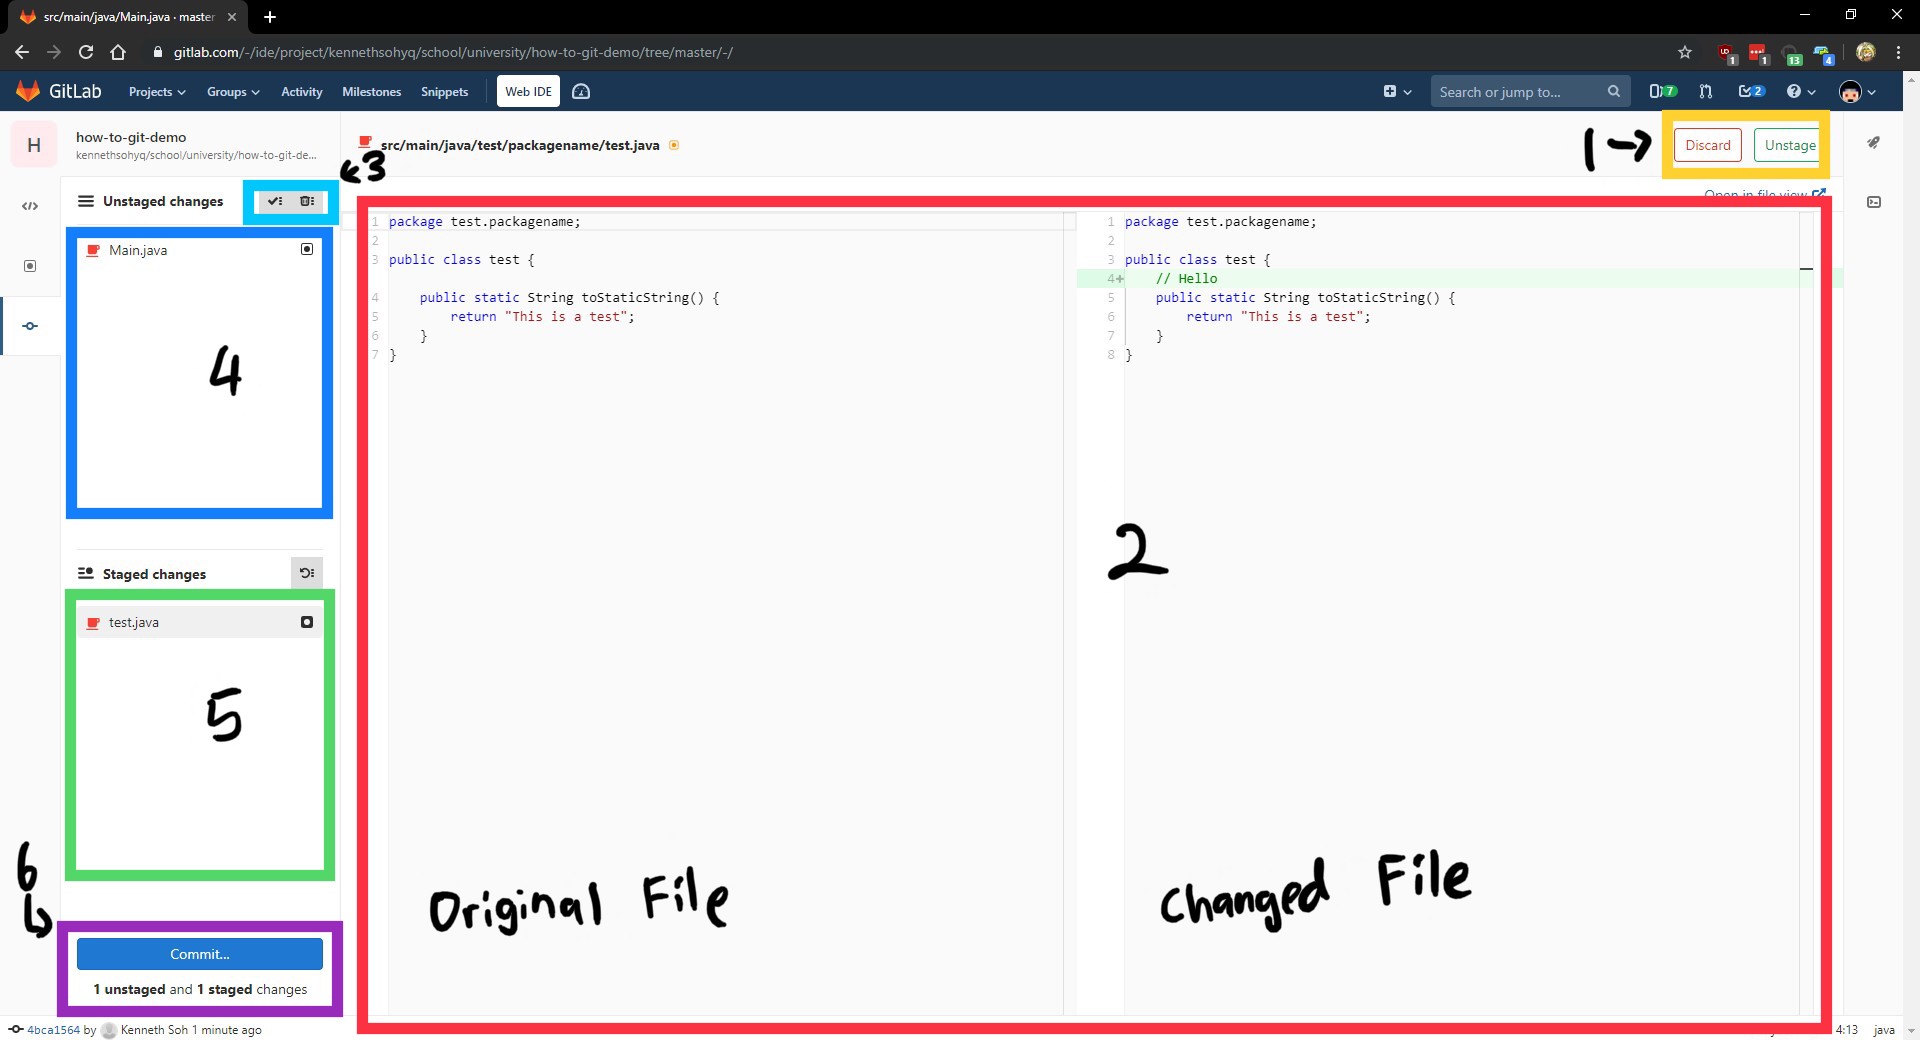 src/main/java/Main.java · master
gitlab.com/-/ide/project/kennethsohyq/school/university/how-to-git-demo/tree/master/-/
1 1 13 4
GitLab Projects Groups Activity Milestones Snippets Web IDE Search or jump to... 7 2
H how-to-git-demo
kennethsohyq/school/university/how-to-git-de...
src/main/java/test/packagename/test.java
1 → Discard Unstage
3
Open in file view
Unstaged changes
Main.java
4
Staged changes
test.java
5
6
Commit...
1 unstaged and 1 staged changes
1 package test.packagename;
2
3 public class test {
4 public static String toStaticString() {
5 return "This is a test";
6 }
7 }
Original File
1 package test.packagename;
2
3 public class test {
4+ // Hello
5 public static String toStaticString() {
6 return "This is a test";
7 }
8 }
2
Changed File
4bca1564 by Kenneth Soh 1 minute ago
4:13 java